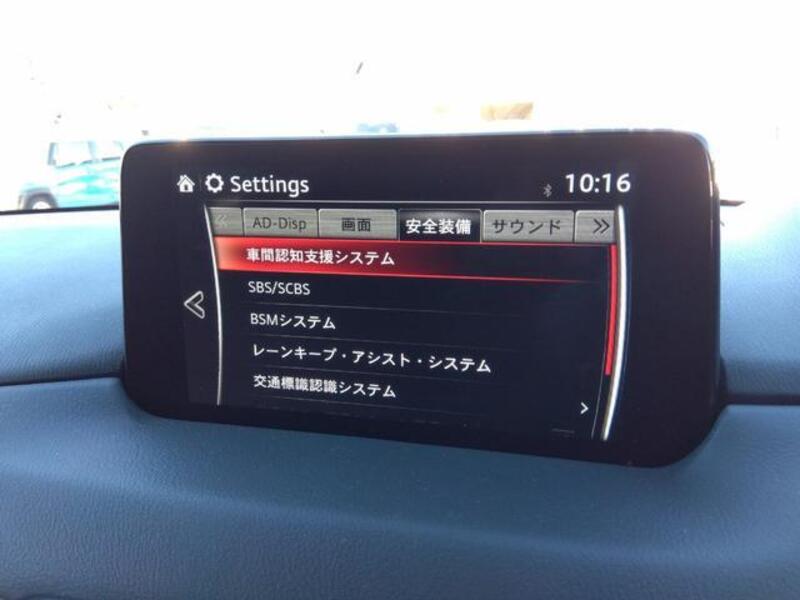 Settings 10:16
AD-Disp 画面 安全装備 サウンド
車間認知支援システム
SBS/SCBS
BSMシステム
レーンキープ・アシスト・システム
交通標識認識システム